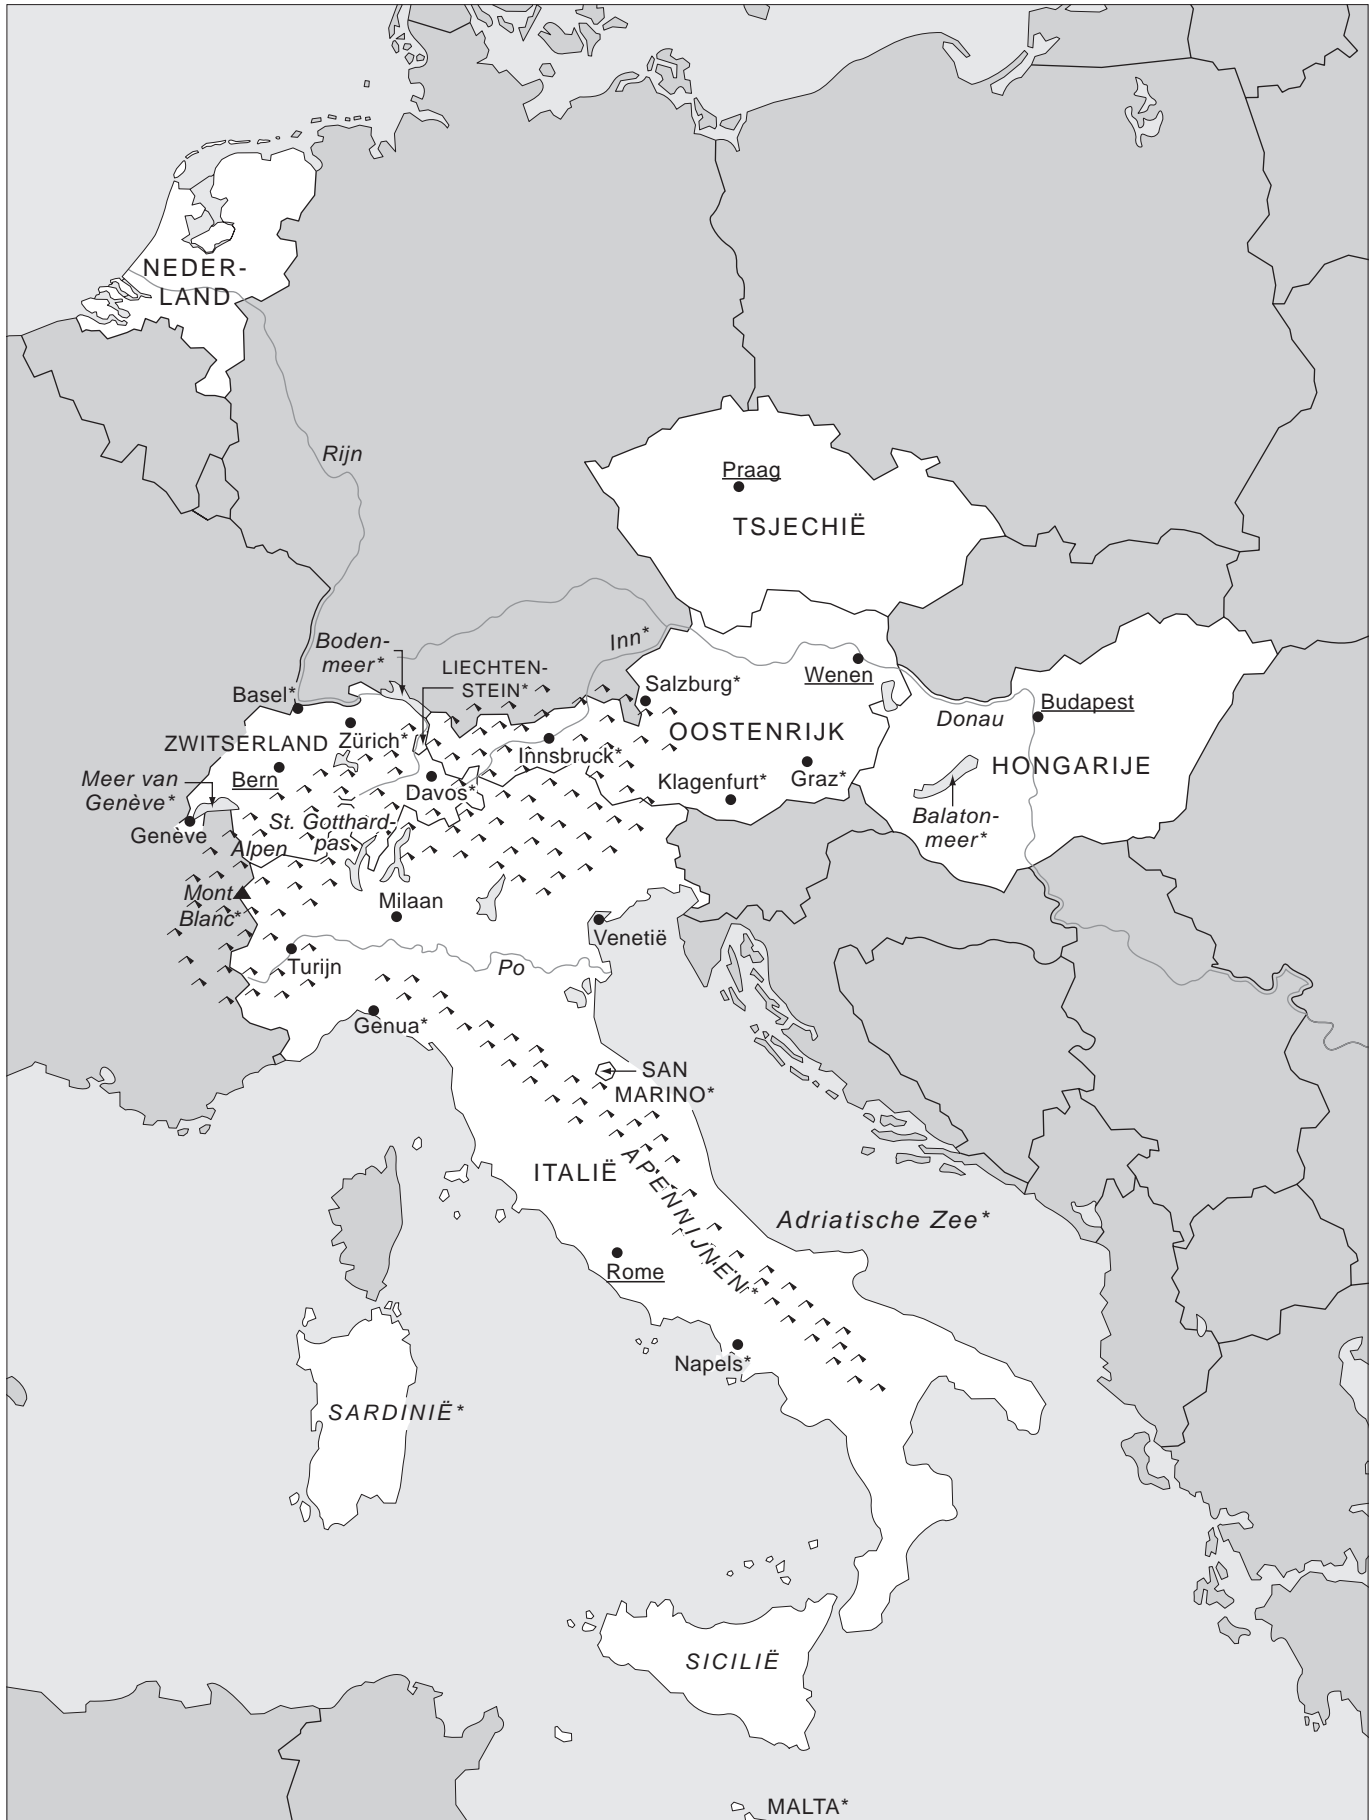 NEDER-
LAND
Rijn
Praag
TSJECHIË
Boden-
meer*
Inn*
LIECHTEN-
STEIN*
Basel*
Salzburg*
Wenen
Budapest
Donau
ZWITSERLAND
Zürich*
OOSTENRIJK
Innsbruck*
HONGARIJE
Meer van
Genève*
Bern
Davos*
Klagenfurt*
Graz*
Balaton-
meer*
Genève
St. Gotthard-
pas
Alpen
Mont
Blanc*
Milaan
Venetië
Turijn
Po
Genua*
SAN
MARINO*
ITALIË
APENNIJNEN*
Adriatische Zee*
Rome
Napels*
SARDINIË*
SICILIË
MALTA*